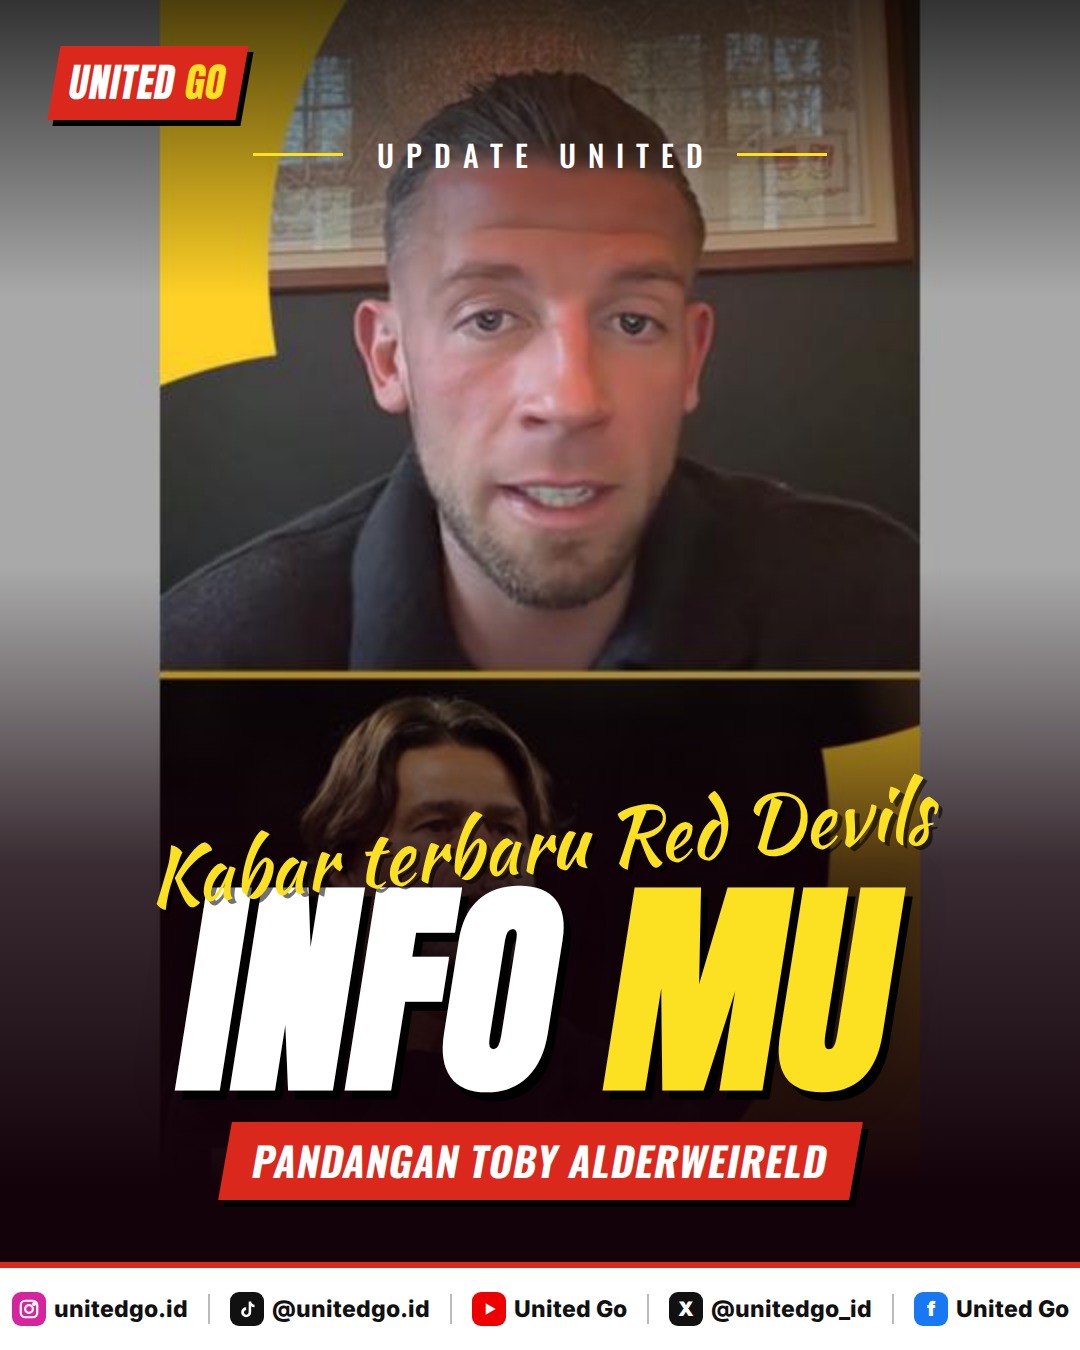 UNITED GO
UPDATE UNITED
Kabar terbaru Red Devils
INFO MU
PANDANGAN TOBY ALDERWEIRELD
unitedgo.id
@unitedgo.id
United Go
@unitedgo_id
United Go